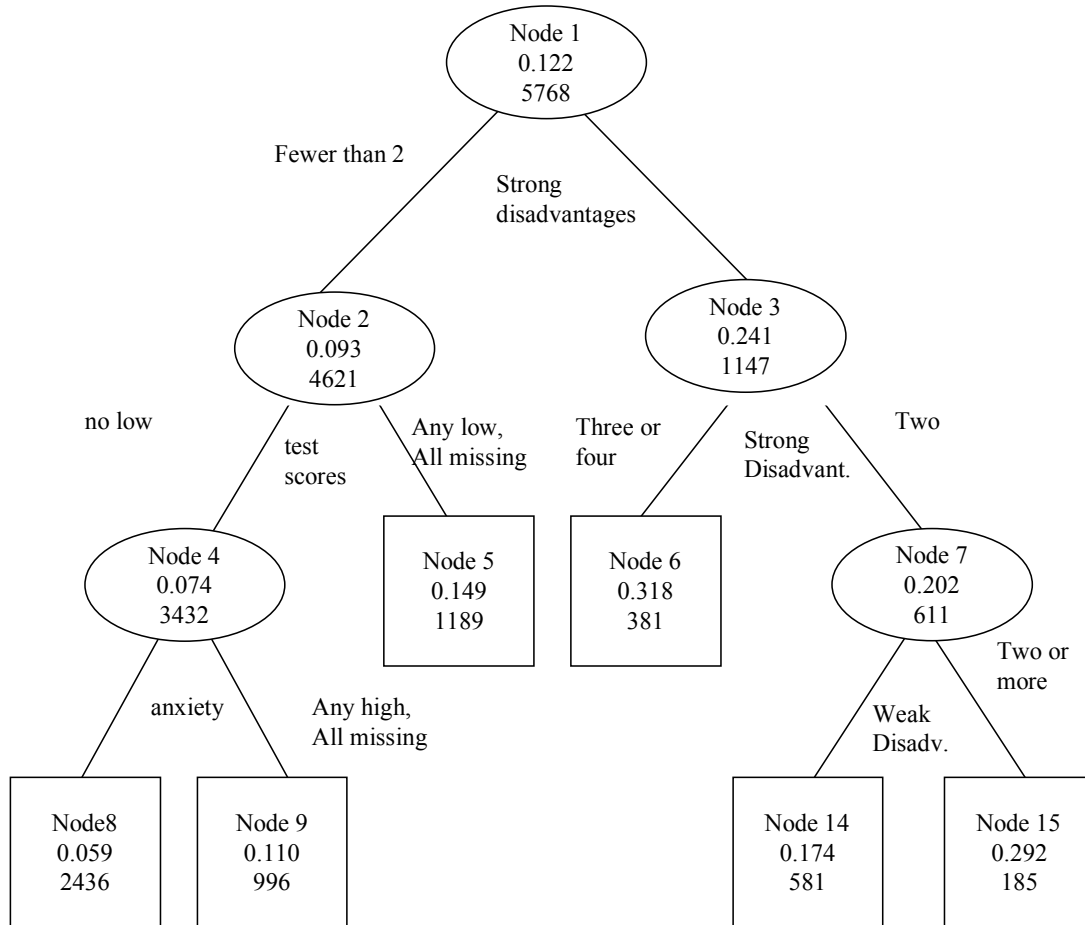 Node 1
0.122
5768
Fewer than 2
Strong
disadvantages
Node 2
0.093
4621
Node 3
0.241
1147
no low
test
scores
Any low,
All missing
Three or
four
Strong
Disadvant.
Two
Node 4
0.074
3432
Node 5
0.149
1189
Node 6
0.318
381
Node 7
0.202
611
anxiety
Any high,
All missing
Weak
Disadv.
Two or
more
Node8
0.059
2436
Node 9
0.110
996
Node 14
0.174
581
Node 15
0.292
185